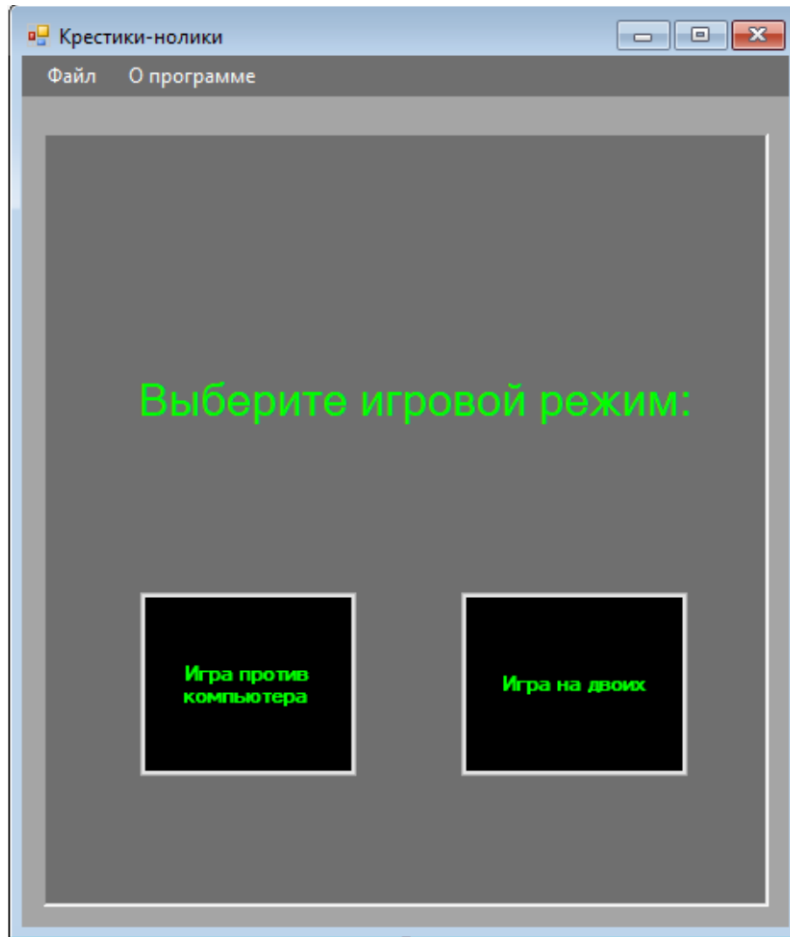 Крестики-нолики
Файл О программе
Выберите игровой режим:
Игра против
компьютера
Игра на двоих